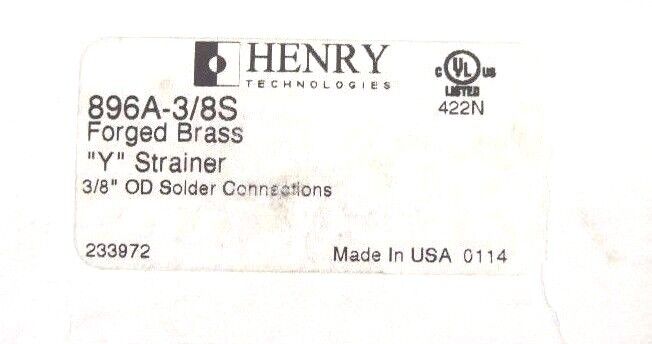 HENRY
TECHNOLOGIES
C UL US
LISTED
422N
896A-3/8S
Forged Brass
"Y" Strainer
3/8" OD Solder Connections
233972
Made In USA 0114